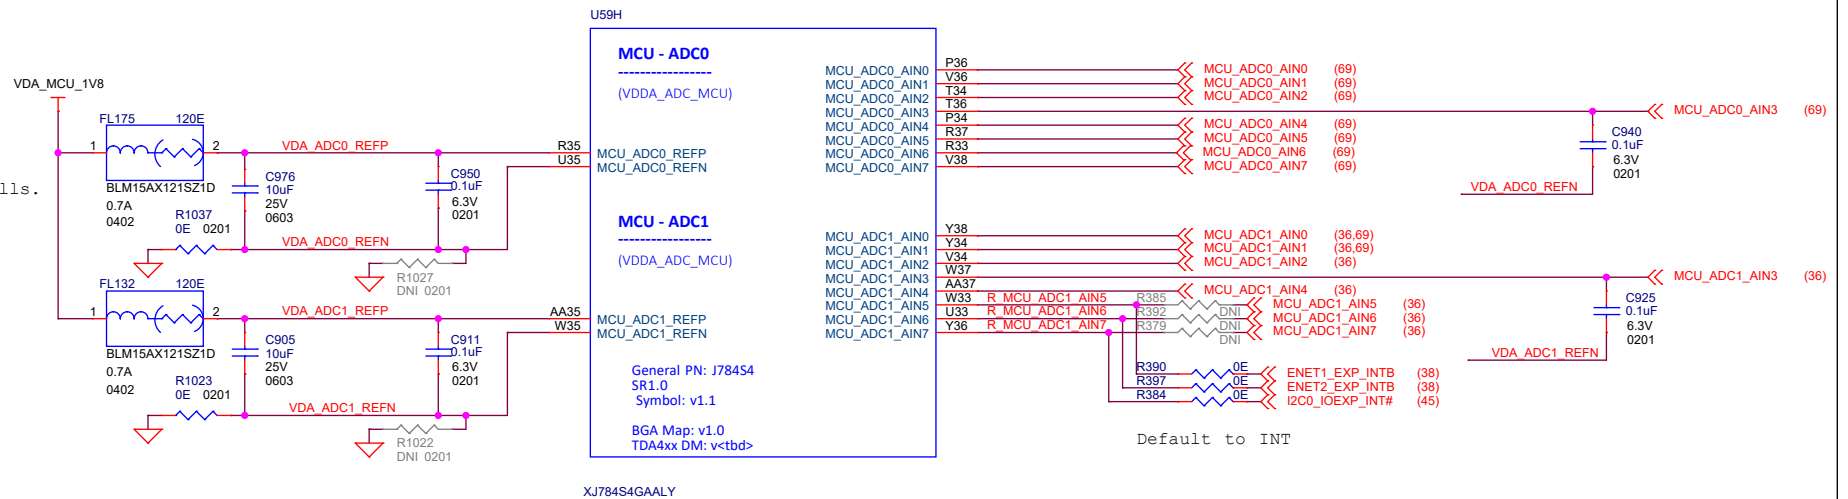 U59H
MCU - ADC0
----------------
(VDDA_ADC_MCU)
VDA_MCU_1V8
FL175 120E
1 2
BLM15AX121SZ1D
0.7A
0402
lls.
VDA_ADC0_REFP
C976
10uF
25V
0603
C950
0.1uF
6.3V
0201
R1037
0E 0201
VDA_ADC0_REFN
R1027
DNI 0201
R35 MCU_ADC0_REFP
U35 MCU_ADC0_REFN
MCU_ADC0_AIN0 P36 MCU_ADC0_AIN0 (69)
MCU_ADC0_AIN1 V36 MCU_ADC0_AIN1 (69)
MCU_ADC0_AIN2 T34 MCU_ADC0_AIN2 (69)
MCU_ADC0_AIN3 T36 MCU_ADC0_AIN3 (69)
MCU_ADC0_AIN4 P34 MCU_ADC0_AIN4 (69)
MCU_ADC0_AIN5 R37 MCU_ADC0_AIN5 (69)
MCU_ADC0_AIN6 R33 MCU_ADC0_AIN6 (69)
MCU_ADC0_AIN7 V38 MCU_ADC0_AIN7 (69)
C940
0.1uF
6.3V
0201
VDA_ADC0_REFN
FL132 120E
1 2
BLM15AX121SZ1D
0.7A
0402
VDA_ADC1_REFP
C905
10uF
25V
0603
C911
0.1uF
6.3V
0201
R1023
0E 0201
VDA_ADC1_REFN
R1022
DNI 0201
MCU - ADC1
----------------
(VDDA_ADC_MCU)
AA35 MCU_ADC1_REFP
W35 MCU_ADC1_REFN
MCU_ADC1_AIN0 Y38 MCU_ADC1_AIN0 (36,69)
MCU_ADC1_AIN1 Y34 MCU_ADC1_AIN1 (36,69)
MCU_ADC1_AIN2 V34 MCU_ADC1_AIN2 (36)
MCU_ADC1_AIN3 W37 MCU_ADC1_AIN3 (36)
MCU_ADC1_AIN4 AA37 MCU_ADC1_AIN4 (36)
MCU_ADC1_AIN5 W33 R_MCU_ADC1_AIN5 R385 MCU_ADC1_AIN5 (36)
MCU_ADC1_AIN6 U33 R_MCU_ADC1_AIN6 R392 DNI MCU_ADC1_AIN6 (36)
MCU_ADC1_AIN7 Y36 R_MCU_ADC1_AIN7 R379 DNI MCU_ADC1_AIN7 (36)
DNI
C925
0.1uF
6.3V
0201
VDA_ADC1_REFN
R390 0E ENET1_EXP_INTB (38)
R397 0E ENET2_EXP_INTB (38)
R384 0E I2C0_IOEXP_INT# (45)
Default to INT
General PN: J784S4
SR1.0
Symbol: v1.1
BGA Map: v1.0
TDA4xx DM: v<tbd>
XJ784S4GAALY